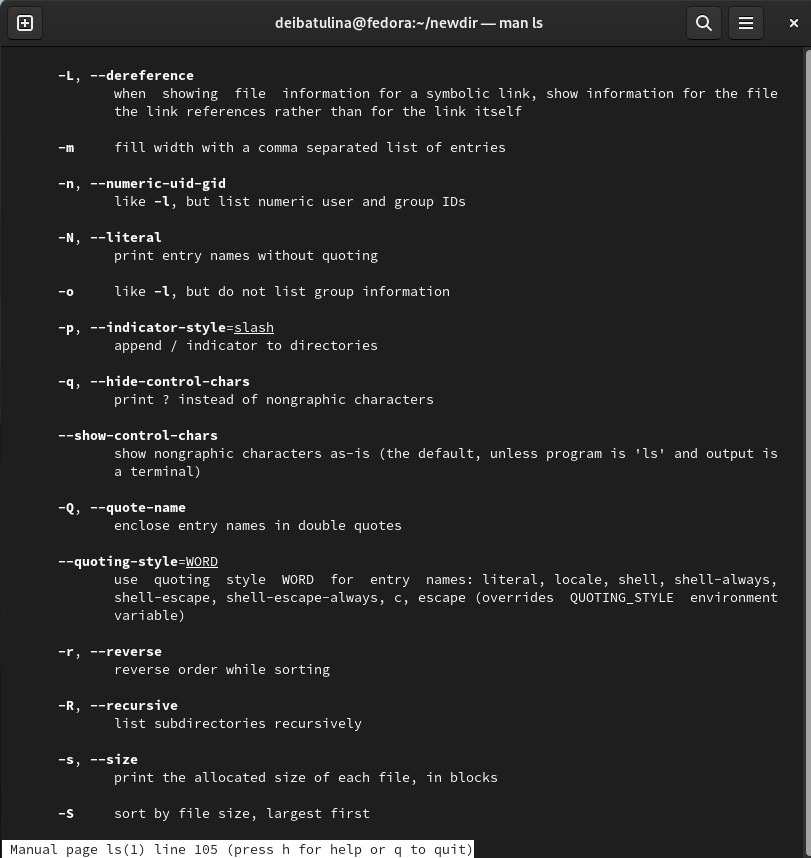 deibatulina@fedora:~/newdir — man ls
-L, --dereference
when  showing  file  information for a symbolic link, show information for the file
the link references rather than for the link itself
-m     fill width with a comma separated list of entries
-n, --numeric-uid-gid
like -l, but list numeric user and group IDs
-N, --literal
print entry names without quoting
-o     like -l, but do not list group information
-p, --indicator-style=slash
append / indicator to directories
-q, --hide-control-chars
print ? instead of nongraphic characters
--show-control-chars
show nongraphic characters as-is (the default, unless program is 'ls' and output is
a terminal)
-Q, --quote-name
enclose entry names in double quotes
--quoting-style=WORD
use  quoting  style  WORD  for  entry  names: literal, locale, shell, shell-always,
shell-escape, shell-escape-always, c, escape (overrides  QUOTING_STYLE  environment
variable)
-r, --reverse
reverse order while sorting
-R, --recursive
list subdirectories recursively
-s, --size
print the allocated size of each file, in blocks
-S     sort by file size, largest first
Manual page ls(1) line 105 (press h for help or q to quit)